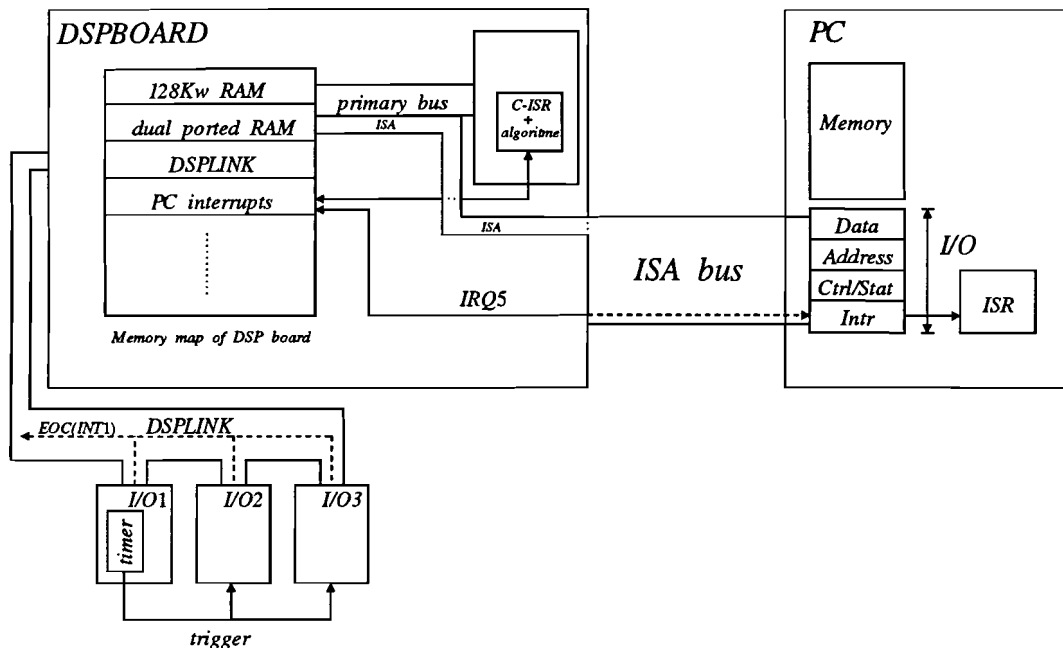 DSPBOARD
128Kw RAM
dual ported RAM
DSPLINK
PC interrupts
Memory map of DSP board
primary bus
ISA
C-ISR
+
algoritme
ISA
IRQ5
ISA bus
PC
Memory
Data
Address
Ctrl/Stat
Intr
I/O
ISR
EOC(INT1)
DSPLINK
I/O1
I/O2
I/O3
timer
trigger